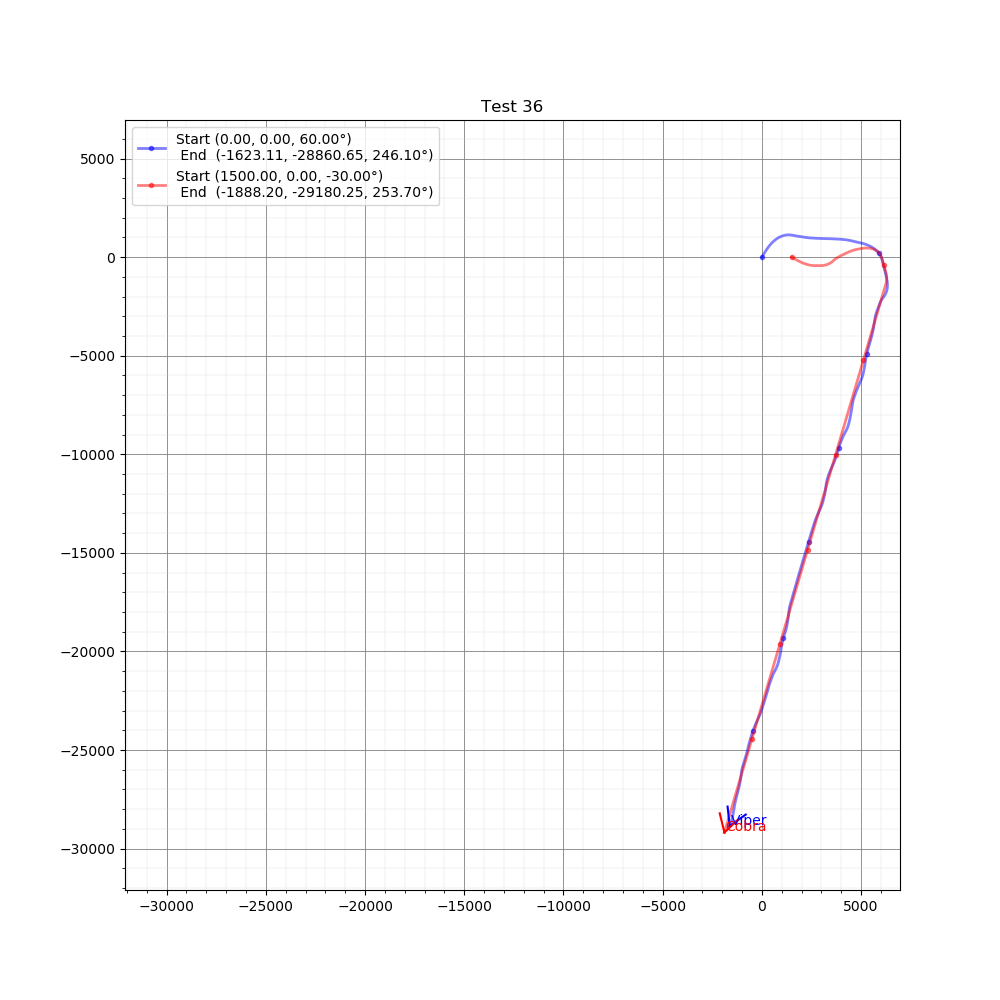 Test 36
Start (0.00, 0.00, 60.00°)
End (-1623.11, -28860.65, 246.10°)
Start (1500.00, 0.00, -30.00°)
End (-1888.20, -29180.25, 253.70°)
5000
0
−5000
−10000
−15000
−20000
−25000
−30000
Viper
Cobra
−30000 −25000 −20000 −15000 −10000 −5000 0 5000